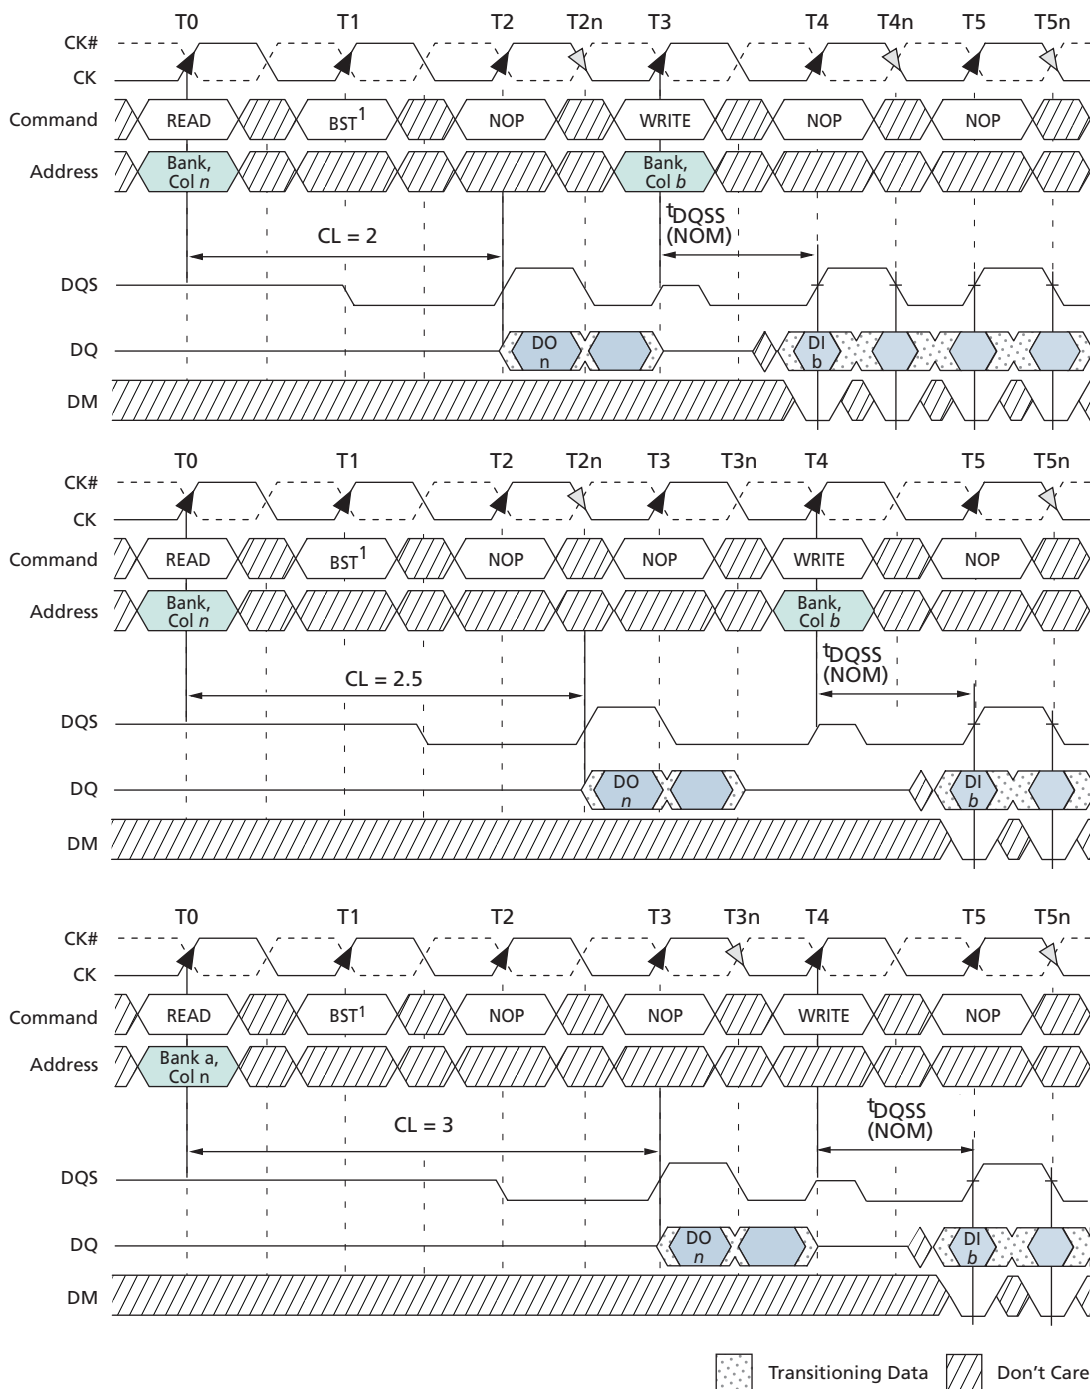 T0 T1 T2 T2n T3 T4 T4n T5 T5n
CK#
CK
Command READ BST1 NOP WRITE NOP NOP
Address Bank, Col n Bank, Col b
CL = 2 tDQSS (NOM)
DQS
DQ DO n DI b
DM
T0 T1 T2 T2n T3 T3n T4 T5 T5n
CK#
CK
Command READ BST1 NOP NOP WRITE NOP
Address Bank, Col n Bank, Col b
CL = 2.5 tDQSS (NOM)
DQS
DQ DO n DI b
DM
T0 T1 T2 T3 T3n T4 T5 T5n
CK#
CK
Command READ BST1 NOP NOP WRITE NOP
Address Bank a, Col n
CL = 3 tDQSS (NOM)
DQS
DQ DO n DI b
DM
Transitioning Data Don't Care